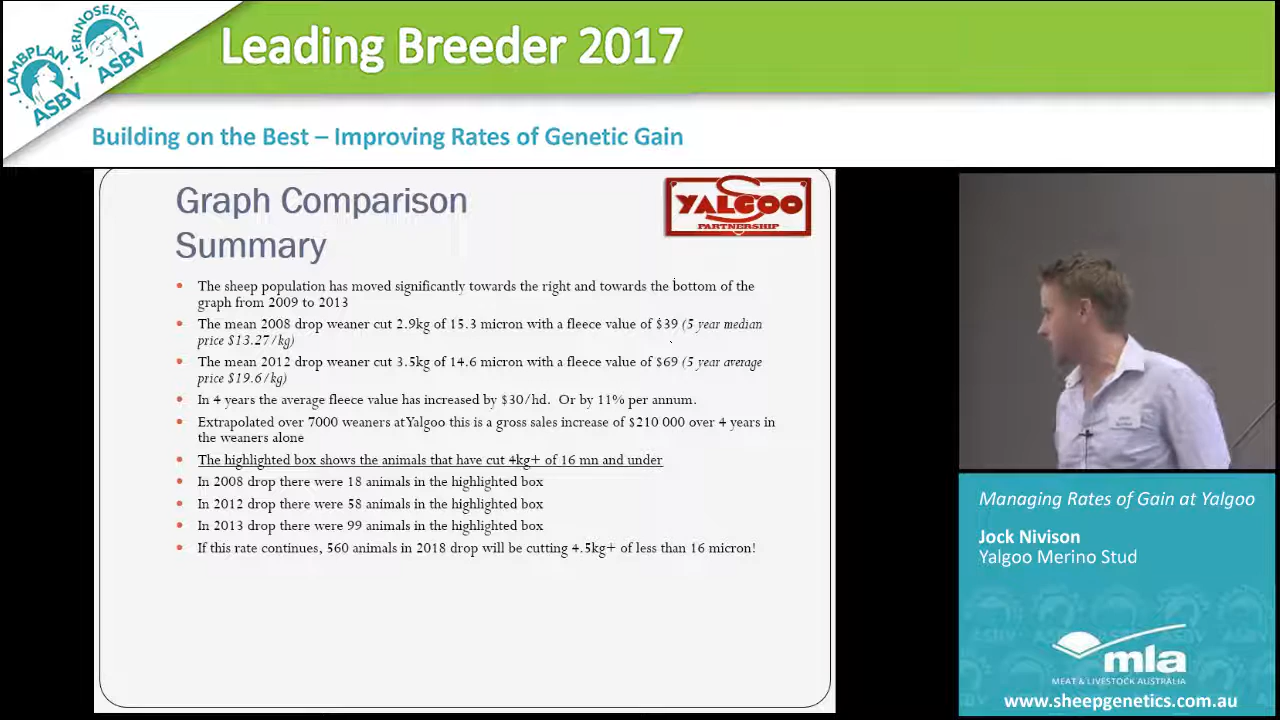 LAMBPLAN
ASBV
MERINOSELECT
ASBV
Leading Breeder 2017
Building on the Best – Improving Rates of Genetic Gain
Graph Comparison
Summary
YALGOO
PARTNERSHIP
• The sheep population has moved significantly towards the right and towards the bottom of the
graph from 2009 to 2013
• The mean 2008 drop weaner cut 2.9kg of 15.3 micron with a fleece value of $39 (5 year median
price $13.27/kg)
• The mean 2012 drop weaner cut 3.5kg of 14.6 micron with a fleece value of $69 (5 year average
price $19.6/kg)
• In 4 years the average fleece value has increased by $30/hd. Or by 11% per annum.
• Extrapolated over 7000 weaners at Yalgoo this is a gross sales increase of $210 000 over 4 years in
the weaners alone
• The highlighted box shows the animals that have cut 4kg+ of 16 mn and under
• In 2008 drop there were 18 animals in the highlighted box
• In 2012 drop there were 58 animals in the highlighted box
• In 2013 drop there were 99 animals in the highlighted box
• If this rate continues, 560 animals in 2018 drop will be cutting 4.5kg+ of less than 16 micron!
Managing Rates of Gain at Yalgoo
Jock Nivison
Yalgoo Merino Stud
mla
MEAT & LIVESTOCK AUSTRALIA
www.sheepgenetics.com.au